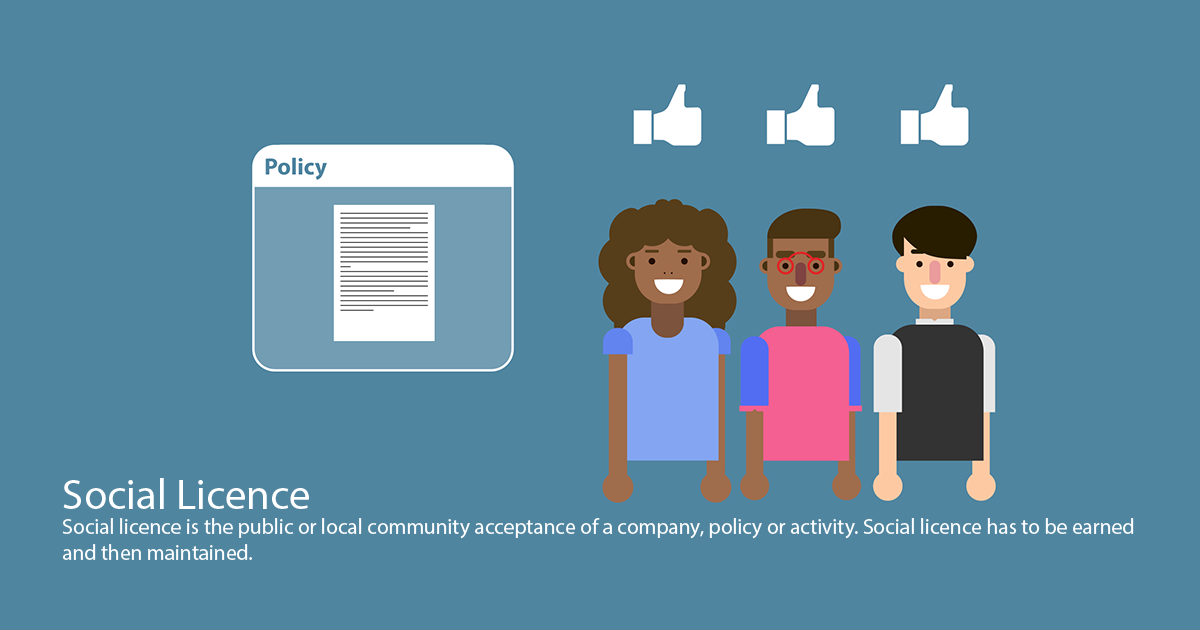 Policy
Social Licence
Social licence is the public or local community acceptance of a company, policy or activity. Social licence has to be earned
and then maintained.